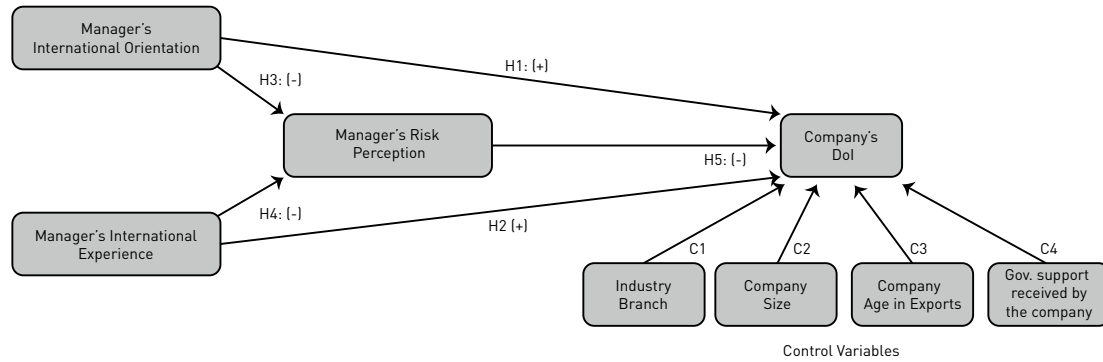 Manager's
International Orientation
H1: (+)
H3: (-)
Manager's Risk
Perception
Company's
DoI
H5: (-)
H4: (-)
H2 (+)
Manager's International
Experience
C1
C2
C3
C4
Industry
Branch
Company
Size
Company
Age in Exports
Gov. support
received by
the company
Control Variables